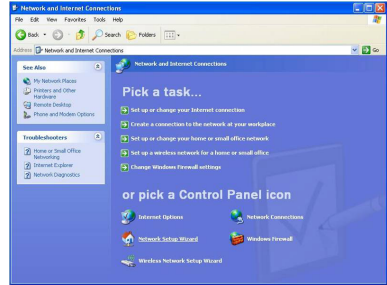 Network and Internet Connections
File Edit View Favorites Tools Help
Back Search Folders
Address Network and Internet Connections Go
See Also
My Network Places
Printers and Other
Hardware
Remote Desktop
Phone and Modem Options
Troubleshooters
Home or Small Office
Networking
Internet Explorer
Network Diagnostics
Network and Internet Connections
Pick a task...
Set up or change your Internet connection
Create a connection to the network at your workplace
Set up or change your home or small office network
Set up a wireless network for a home or small office
Change Windows Firewall settings
or pick a Control Panel icon
Internet Options Network Connections
Network Setup Wizard Windows Firewall
Wireless Network Setup Wizard